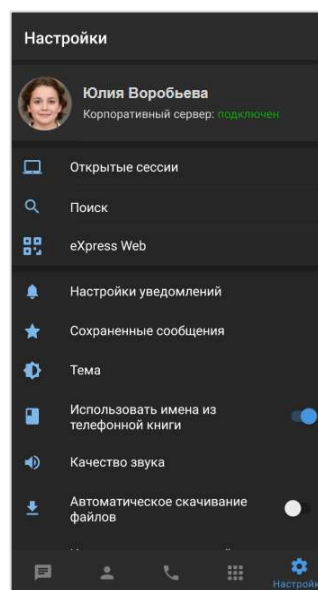 Настройки
Юлия Воробьева
Корпоративный сервер: подключен
Открытые сессии
Поиск
eXpress Web
Настройки уведомлений
Сохраненные сообщения
Тема
Использовать имена из
телефонной книги
Качество звука
Автоматическое скачивание
файлов